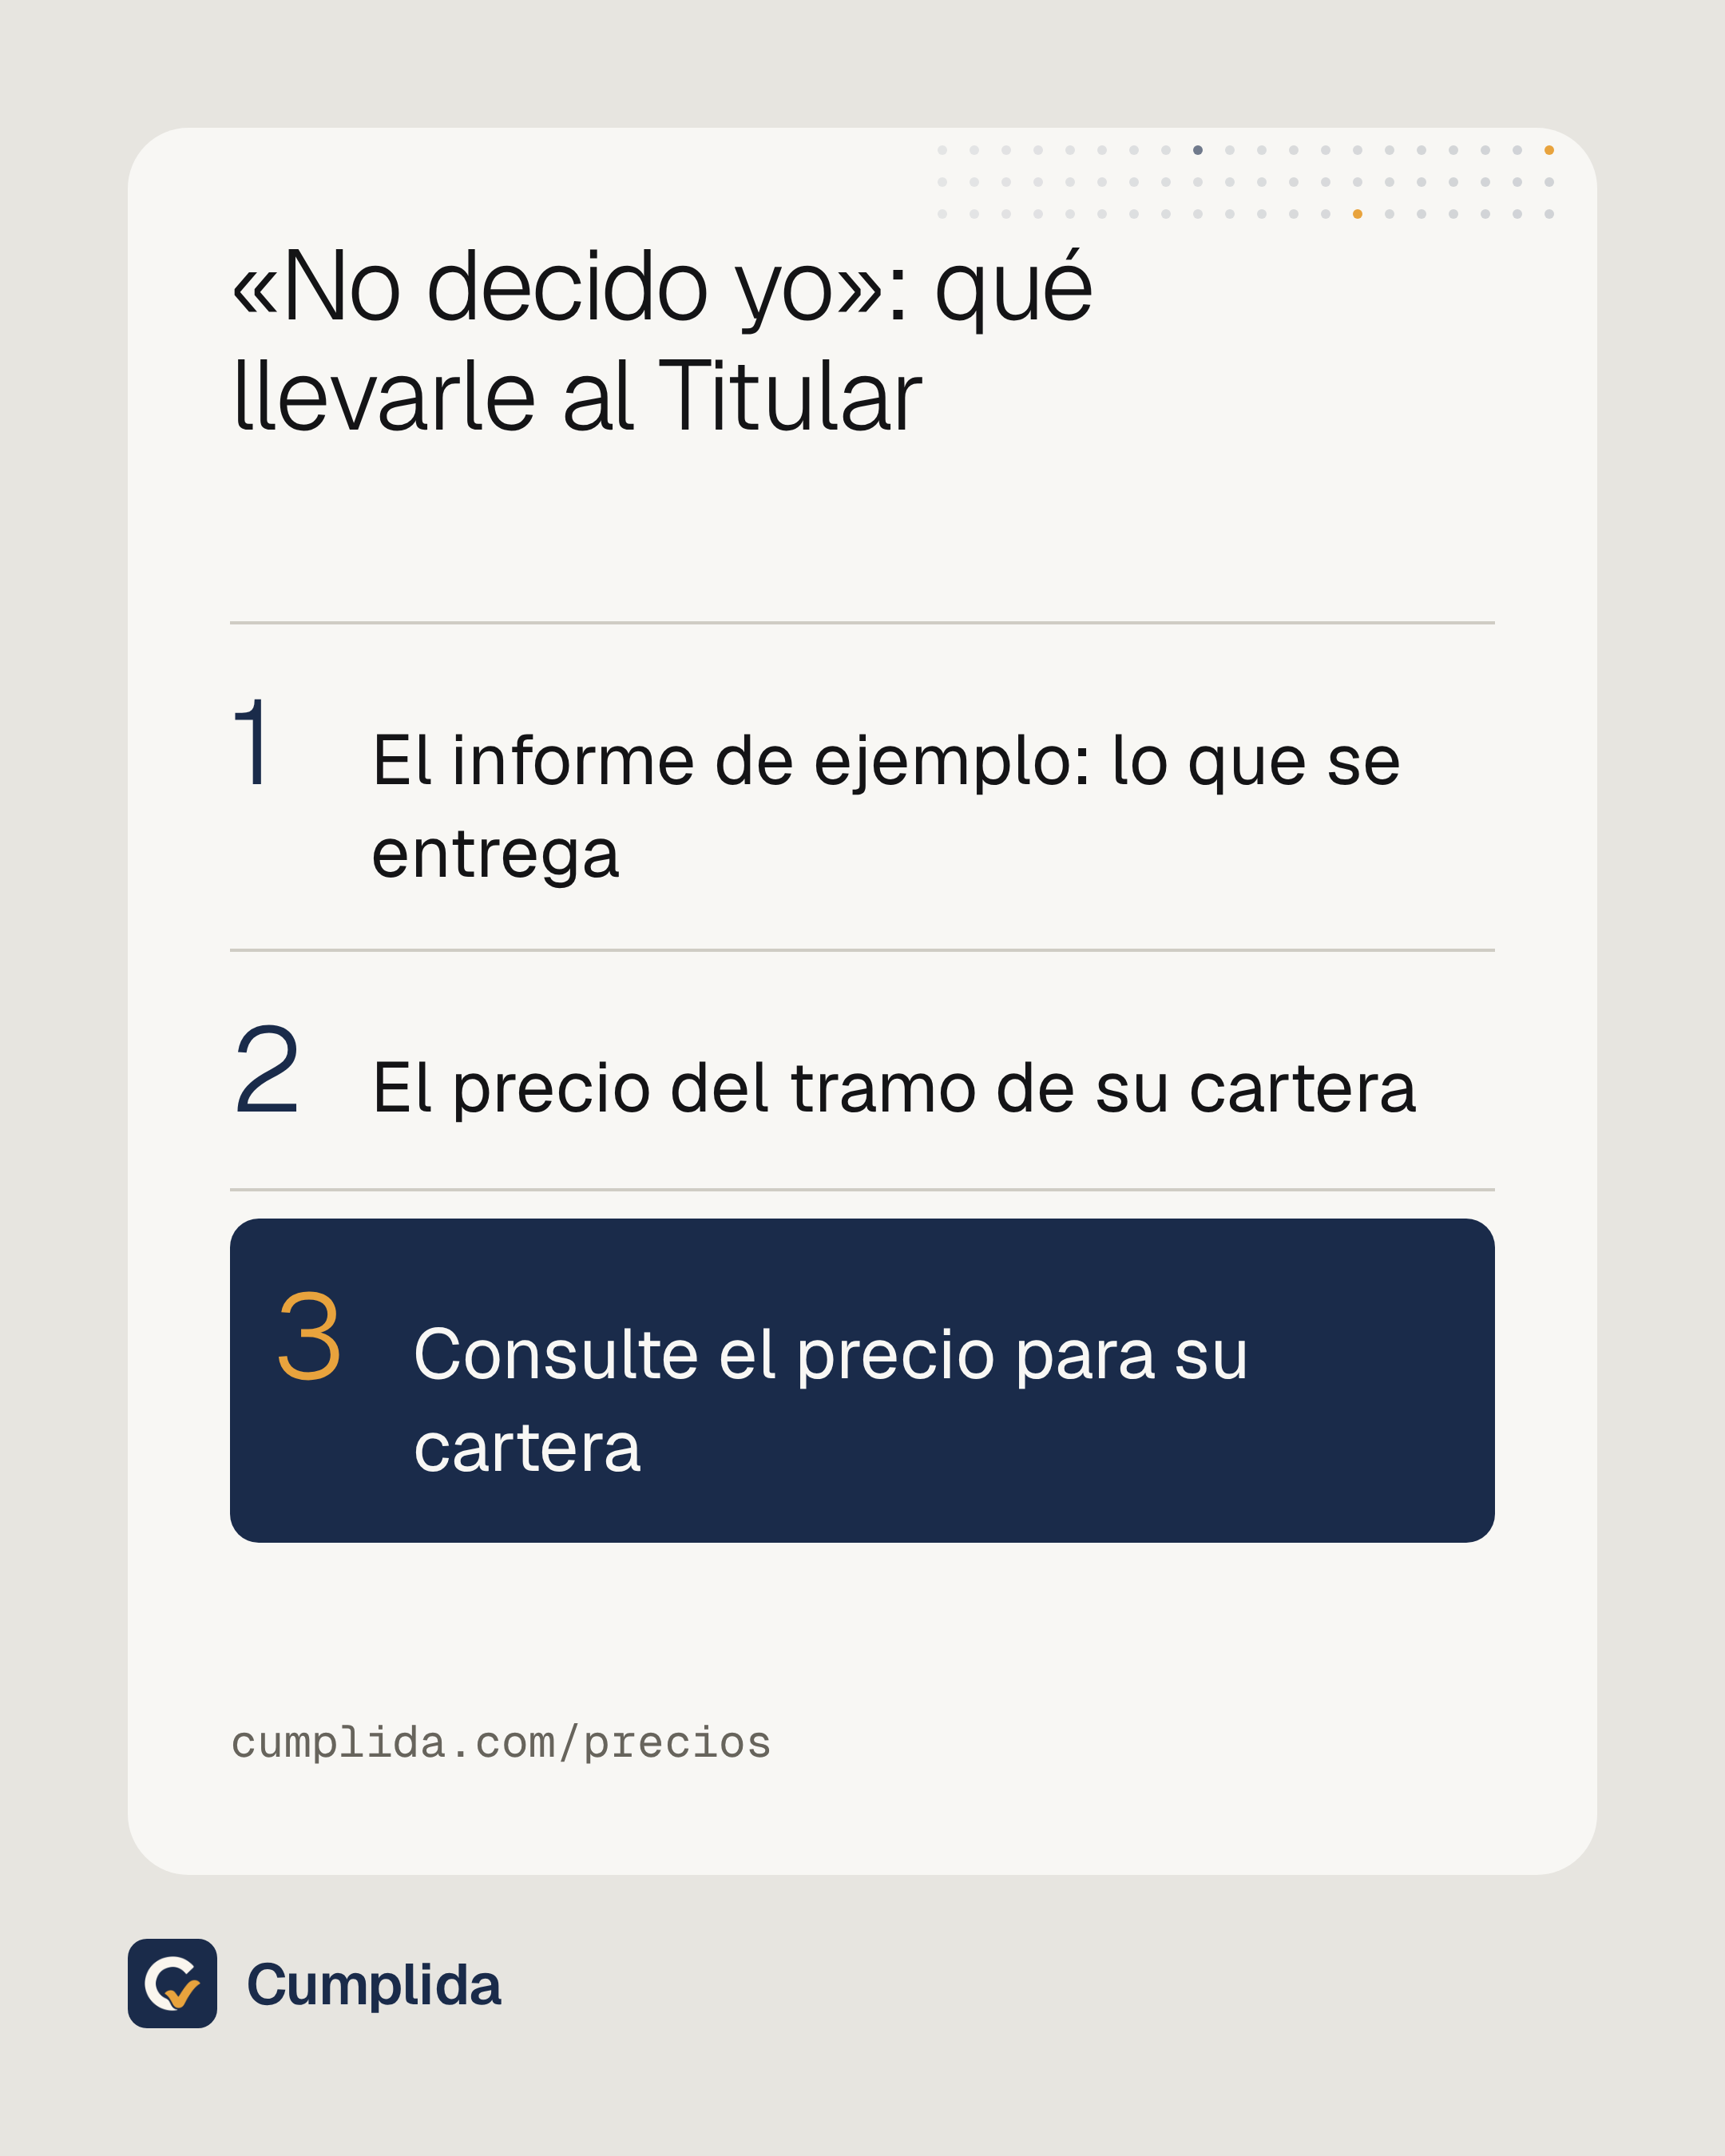 «No decido yo»: qué
llevarle al Titular
1
El informe de ejemplo: lo que se
entrega
2
El precio del tramo de su cartera
3
Consulte el precio para su
cartera
cumplida.com/precios
Cumplida